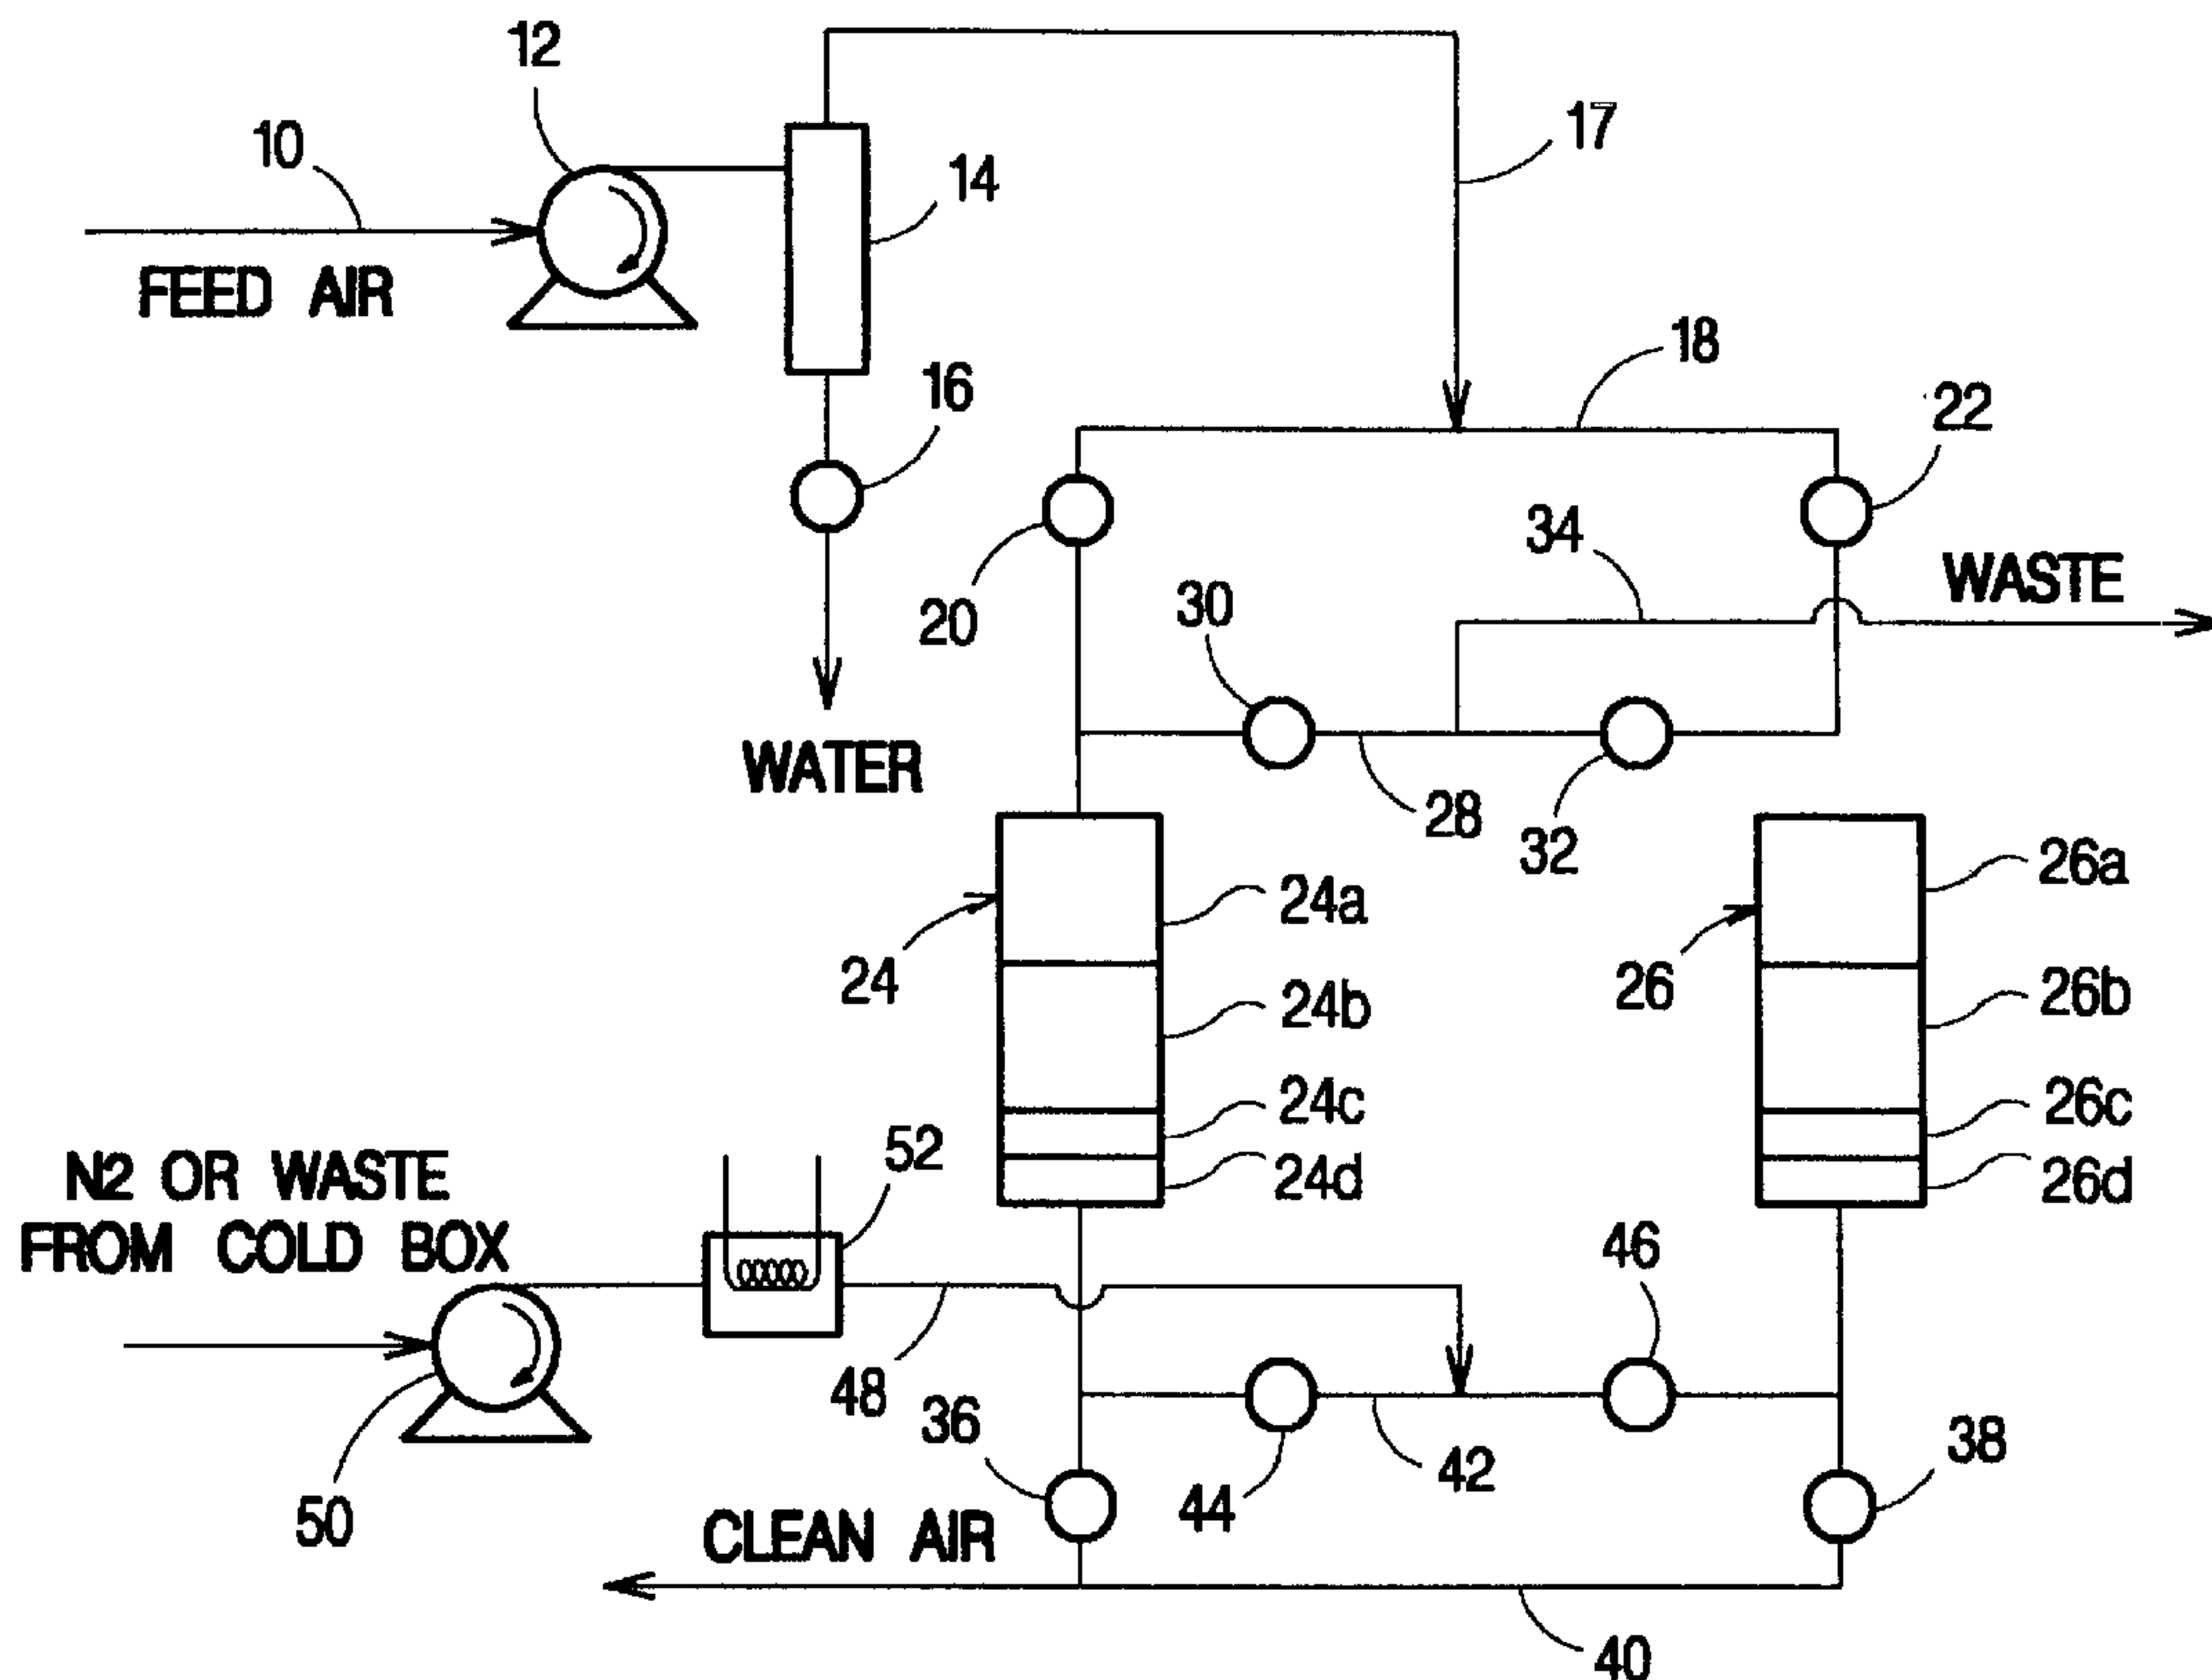 12
10
17
14
FEED AIR
18
16
22
34
WASTE
20
30
WATER
28
32
24a
26a
24
26
24b
26b
24c
26c
52
24d
26d
N2 OR WASTE
FROM COLD BOX
46
48
36
42
38
44
50
CLEAN AIR
40